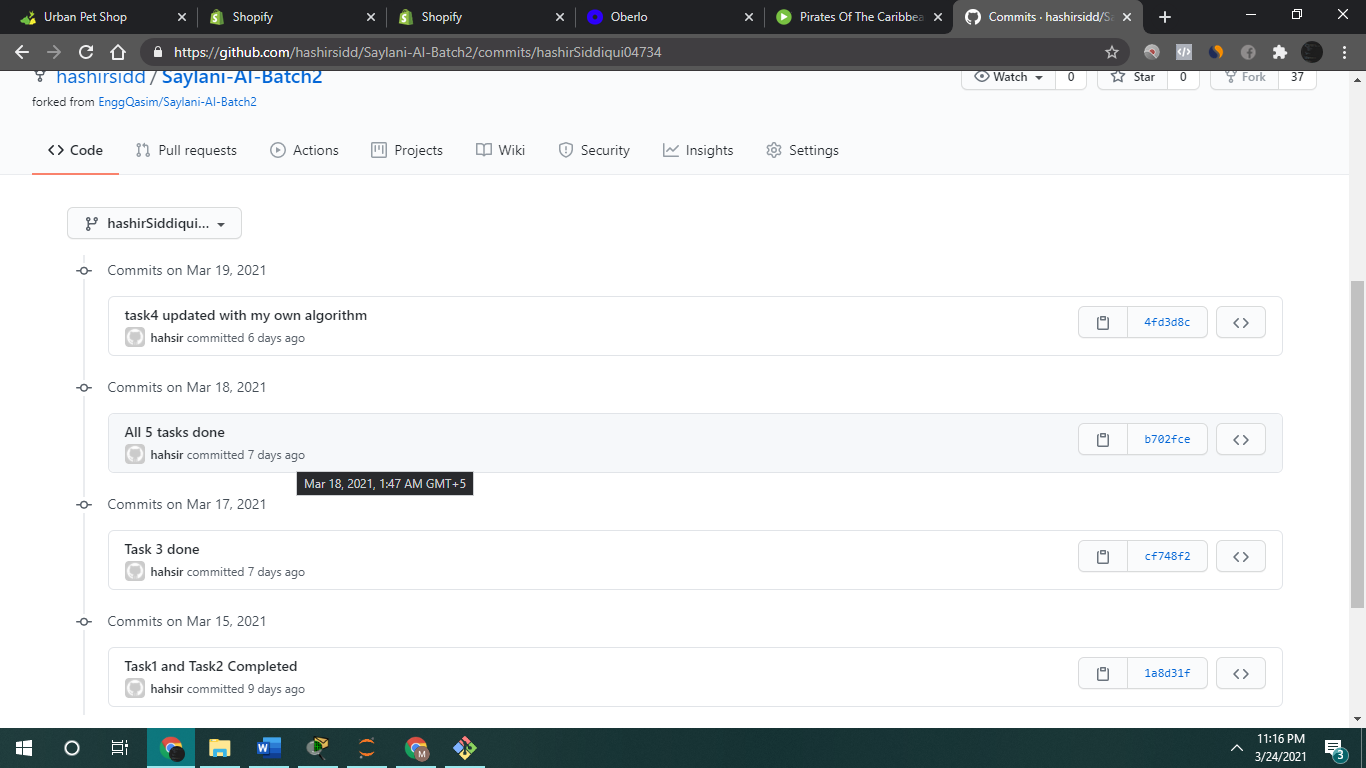 Urban Pet Shop
Shopify
Shopify
Oberlo
Pirates Of The Caribbea
Commits · hashirsidd/Sa
https://github.com/hashirsidd/Saylani-AI-Batch2/commits/hashirSiddiqui04734
hashirsidd / Saylani-AI-Batch2
Watch 0
Star 0
Fork 37
forked from EnggQasim/Saylani-AI-Batch2
Code
Pull requests
Actions
Projects
Wiki
Security
Insights
Settings
hashirSiddiqui...
Commits on Mar 19, 2021
task4 updated with my own algorithm
hahsir committed 6 days ago
4fd3d8c
Commits on Mar 18, 2021
All 5 tasks done
hahsir committed 7 days ago
b702fce
Mar 18, 2021, 1:47 AM GMT+5
Commits on Mar 17, 2021
Task 3 done
hahsir committed 7 days ago
cf748f2
Commits on Mar 15, 2021
Task1 and Task2 Completed
hahsir committed 9 days ago
1a8d31f
W
M
11:16 PM
3/24/2021
3